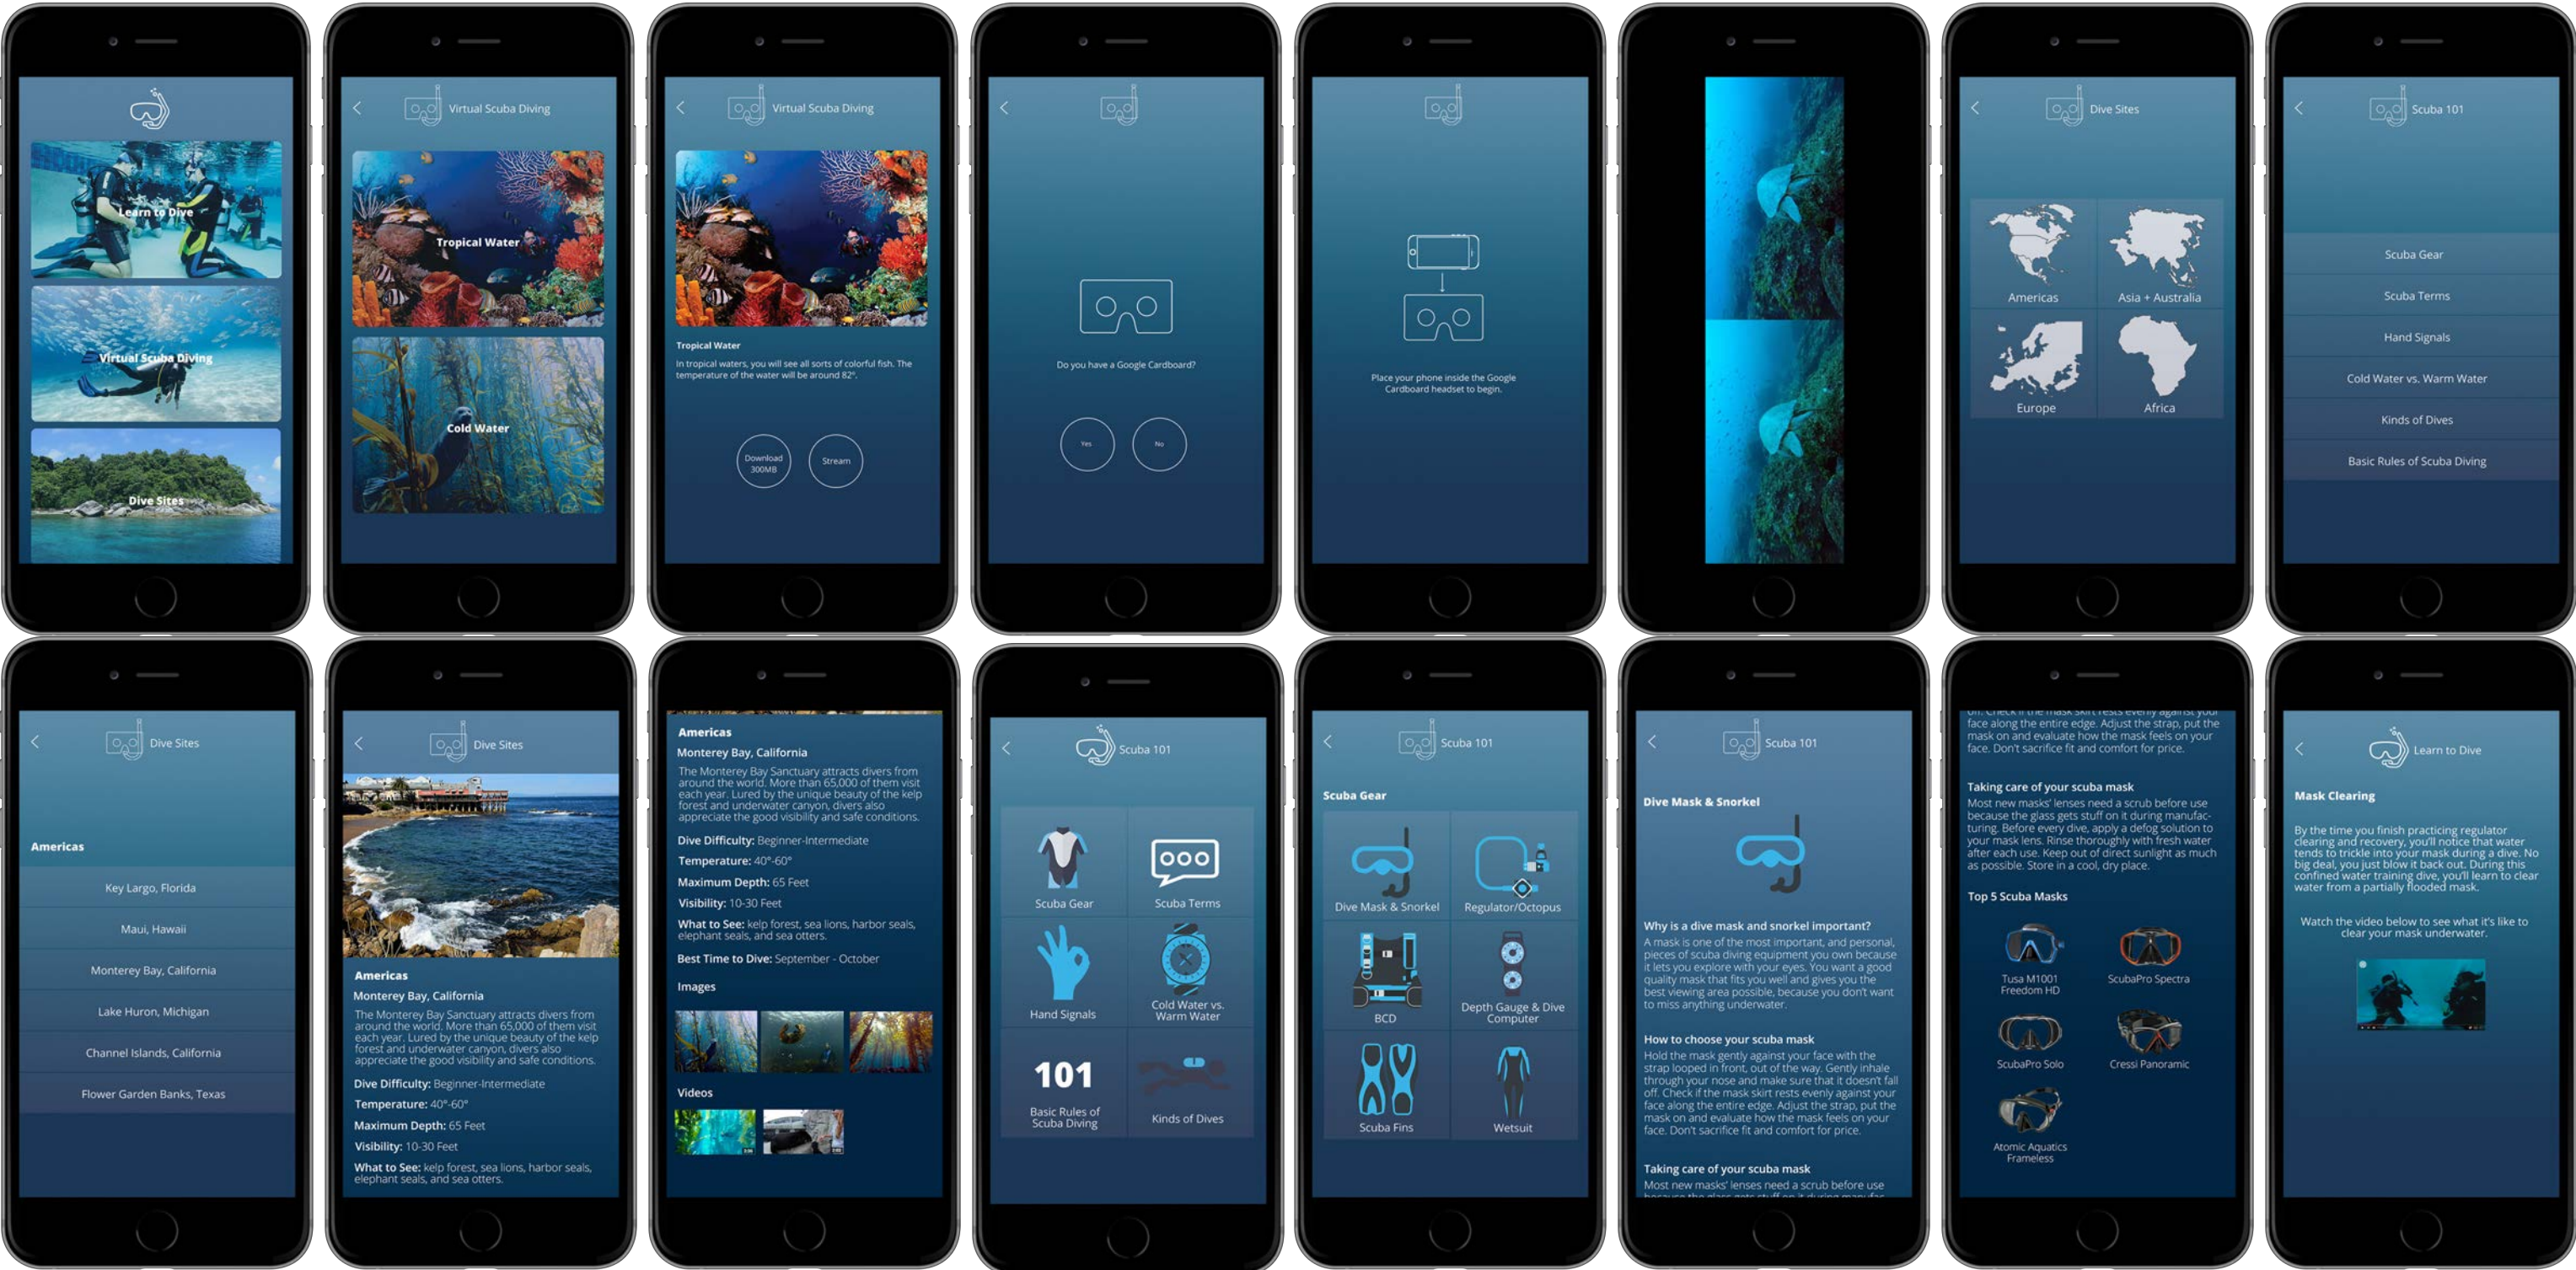 Learn to Dive
Virtual Scuba Diving
Dive Sites
Virtual Scuba Diving
Tropical Water
Cold Water
Virtual Scuba Diving
Tropical Water
In tropical waters, you will see all sorts of colorful fish. The
temperature of the water will be around 82°.
Download
300MB
Stream
Do you have a Google Cardboard?
Yes
No
Place your phone inside the Google
Cardboard headset to begin.
Dive Sites
Americas
Asia + Australia
Europe
Africa
Scuba 101
Scuba Gear
Scuba Terms
Hand Signals
Cold Water vs. Warm Water
Kinds of Dives
Basic Rules of Scuba Diving
Dive Sites
Americas
Key Largo, Florida
Maui, Hawaii
Monterey Bay, California
Lake Huron, Michigan
Channel Islands, California
Flower Garden Banks, Texas
Dive Sites
Americas
Monterey Bay, California
The Monterey Bay Sanctuary attracts divers from
around the world. More than 65,000 of them visit
each year. Lured by the unique beauty of the kelp
forest and underwater canyon, divers also
appreciate the good visibility and safe conditions.
Dive Difficulty: Beginner-Intermediate
Temperature: 40°-60°
Maximum Depth: 65 Feet
Visibility: 10-30 Feet
What to See: kelp forest, sea lions, harbor seals,
elephant seals, and sea otters.
Americas
Monterey Bay, California
The Monterey Bay Sanctuary attracts divers from
around the world. More than 65,000 of them visit
each year. Lured by the unique beauty of the kelp
forest and underwater canyon, divers also
appreciate the good visibility and safe conditions.
Dive Difficulty: Beginner-Intermediate
Temperature: 40°-60°
Maximum Depth: 65 Feet
Visibility: 10-30 Feet
What to See: kelp forest, sea lions, harbor seals,
elephant seals, and sea otters.
Best Time to Dive: September - October
Images
Videos
Scuba 101
Scuba Gear
Scuba Terms
Hand Signals
Cold Water vs.
Warm Water
101
Basic Rules of
Scuba Diving
Kinds of Dives
Scuba 101
Scuba Gear
Dive Mask & Snorkel
Regulator/Octopus
BCD
Depth Gauge & Dive
Computer
Scuba Fins
Wetsuit
Scuba 101
Dive Mask & Snorkel
Why is a dive mask and snorkel important?
A mask is one of the most important, and personal,
pieces of scuba diving equipment you own because
it lets you explore with your eyes. You want a good
quality mask that fits you well and gives you the
best viewing area possible, because you don't want
to miss anything underwater.
How to choose your scuba mask
Hold the mask gently against your face with the
strap looped in front, out of the way. Gently inhale
through your nose and make sure that it doesn't fall
off. Check if the mask skirt rests evenly against your
face along the entire edge. Adjust the strap, put the
mask on and evaluate how the mask feels on your
face. Don't sacrifice fit and comfort for price.
Taking care of your scuba mask
Most new masks' lenses need a scrub before use
because the glass gets stuff on it during manufac-
off. Check if the mask skirt rests evenly against your
face along the entire edge. Adjust the strap, put the
mask on and evaluate how the mask feels on your
face. Don't sacrifice fit and comfort for price.
Taking care of your scuba mask
Most new masks' lenses need a scrub before use
because the glass gets stuff on it during manufac-
turing. Before every dive, apply a defog solution to
your mask lens. Rinse thoroughly with fresh water
after each use. Keep out of direct sunlight as much
as possible. Store in a cool, dry place.
Top 5 Scuba Masks
Tusa M1001
Freedom HD
ScubaPro Spectra
ScubaPro Solo
Cressi Panoramic
Atomic Aquatics
Frameless
Learn to Dive
Mask Clearing
By the time you finish practicing regulator
clearing and recovery, you'll notice that water
tends to trickle into your mask during a dive. No
big deal, you just blow it back out. During this
confined water training dive, you'll learn to clear
water from a partially flooded mask.
Watch the video below to see what it's like to
clear your mask underwater.